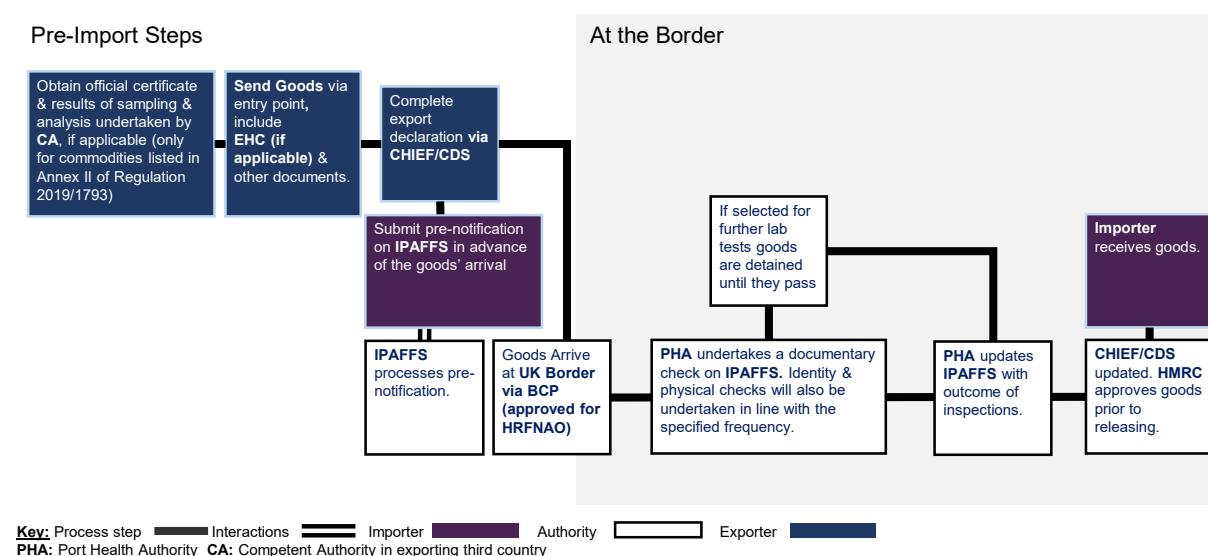 Pre-Import Steps
At the Border
Obtain official certificate
& results of sampling &
analysis undertaken by
CA, if applicable (only
for commodities listed in
Annex II of Regulation
2019/1793)
Send Goods via
entry point,
include
EHC (if
applicable) &
other documents.
Complete
export
declaration via
CHIEF/CDS
Submit pre-notification
on IPAFFS in advance
of the goods’ arrival
IPAFFS
processes pre-
notification.
Goods Arrive
at UK Border
via BCP
(approved for
HRFNAO)
PHA undertakes a documentary
check on IPAFFS. Identity &
physical checks will also be
undertaken in line with the
specified frequency.
If selected for
further lab
tests goods
are detained
until they pass
PHA updates
IPAFFS with
outcome of
inspections.
CHIEF/CDS
updated. HMRC
approves goods
prior to
releasing.
Importer
receives goods.
Key: Process step Interactions Importer Authority Exporter
PHA: Port Health Authority CA: Competent Authority in exporting third country